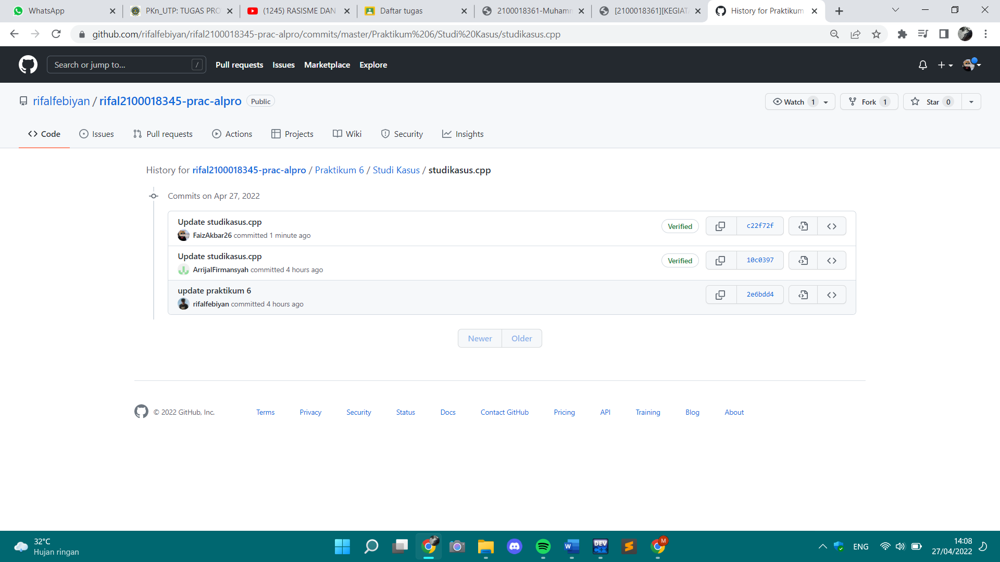 WhatsApp
PKn_UTP: TUGAS PRO
(1245) RASISME DAN
Daftar tugas
2100018361-Muhamm
[2100018361][KEGIATA
History for Praktikum
github.com/rifalfebiyan/rifal2100018345-prac-alpro/commits/master/Praktikum%206/Studi%20Kasus/studikasus.cpp
Search or jump to...
/
Pull requests
Issues
Marketplace
Explore
rifalfebiyan / rifal2100018345-prac-alpro
Public
Watch 1
Fork 1
Star 0
Code
Issues
Pull requests
Actions
Projects
Wiki
Security
Insights
History for rifal2100018345-prac-alpro / Praktikum 6 / Studi Kasus / studikasus.cpp
Commits on Apr 27, 2022
Update studikasus.cpp
FaizAkbar26 committed 1 minute ago
Verified
c22f72f
Update studikasus.cpp
ArrijalFirmansyah committed 4 hours ago
Verified
10c0397
update praktikum 6
rifalfebiyan committed 4 hours ago
2e6bdd4
Newer
Older
© 2022 GitHub, Inc.
Terms
Privacy
Security
Status
Docs
Contact GitHub
Pricing
API
Training
Blog
About
32°C
Hujan ringan
W
DEV
M
ENG
14:08
27/04/2022